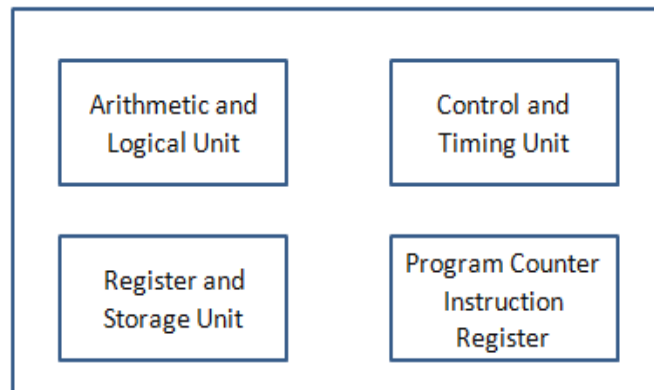 Arithmetic and
Logical Unit
Control and
Timing Unit
Register and
Storage Unit
Program Counter
Instruction
Register